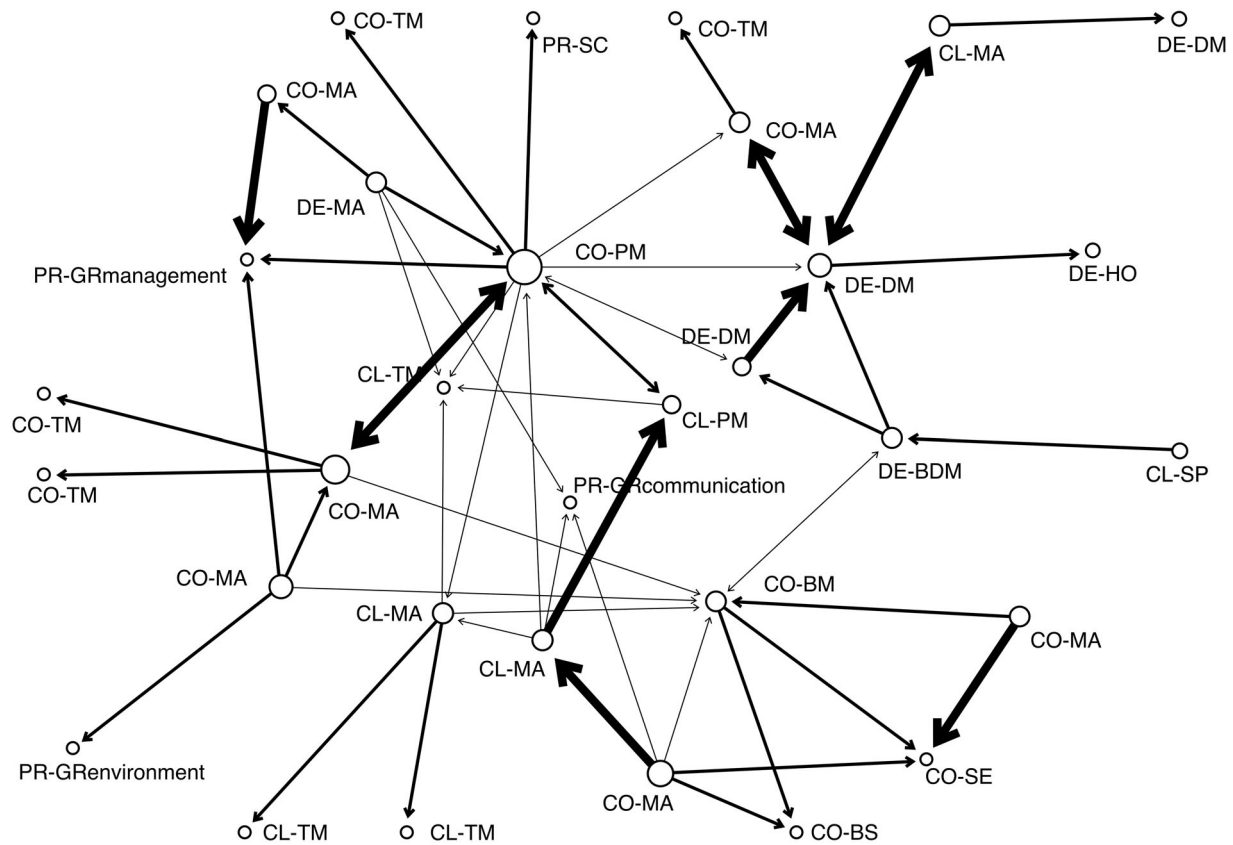 CO-TM
PR-SC
CO-TM
CL-MA
DE-DM
CO-MA
CO-MA
DE-MA
CO-PM
PR-GRmanagement
DE-DM
DE-HO
DE-DM
CL-TM
CL-PM
CO-TM
DE-BDM
CL-SP
CO-TM
PR-GRcommunication
CO-MA
CO-MA
CO-BM
CL-MA
CO-MA
CL-MA
PR-GRenvironment
CO-SE
CO-MA
CL-TM
CL-TM
CO-BS